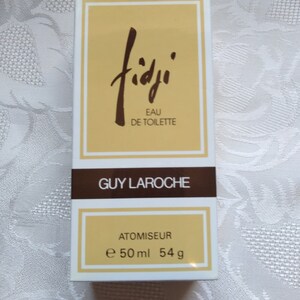 fidji
EAU
DE TOILETTE
GUY LAROCHE
ATOMISEUR
℮ 50 ml 54 g